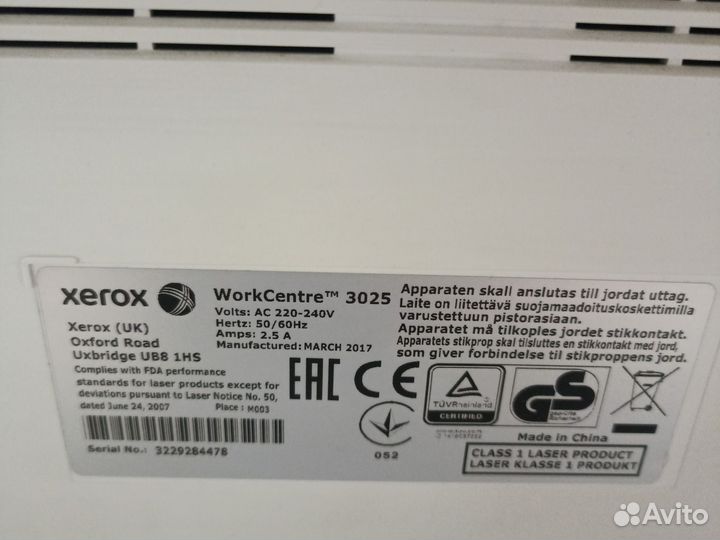 xerox
WorkCentre™ 3025
Volts: AC 220-240V
Hertz: 50/60Hz
Amps: 2.5 A
Manufactured: MARCH 2017
Xerox (UK)
Oxford Road
Uxbridge UB8 1HS
Complies with FDA performance
standards for laser products except for
deviations pursuant to Laser Notice No. 50,
dated June 24, 2007 Place : M003
Serial No.: 3229284478
Apparaten skall anslutas till jordat uttag.
Laite on liitettävä suojamaadoituskoskettimilla
varustettuun pistorasiaan.
Apparatet må tilkoples jordet stikkontakt.
Apparatets stikprop skal tilsluttes en stikkontakt med jord,
som giver forbindelse til stikproppens jord.
EAC CE
052
TÜVRheinland
CERTIFIED
GS
geprüfte
Sicherheit
Made in China
CLASS 1 LASER PRODUCT
LASER KLASSE 1 PRODUKT
Avito